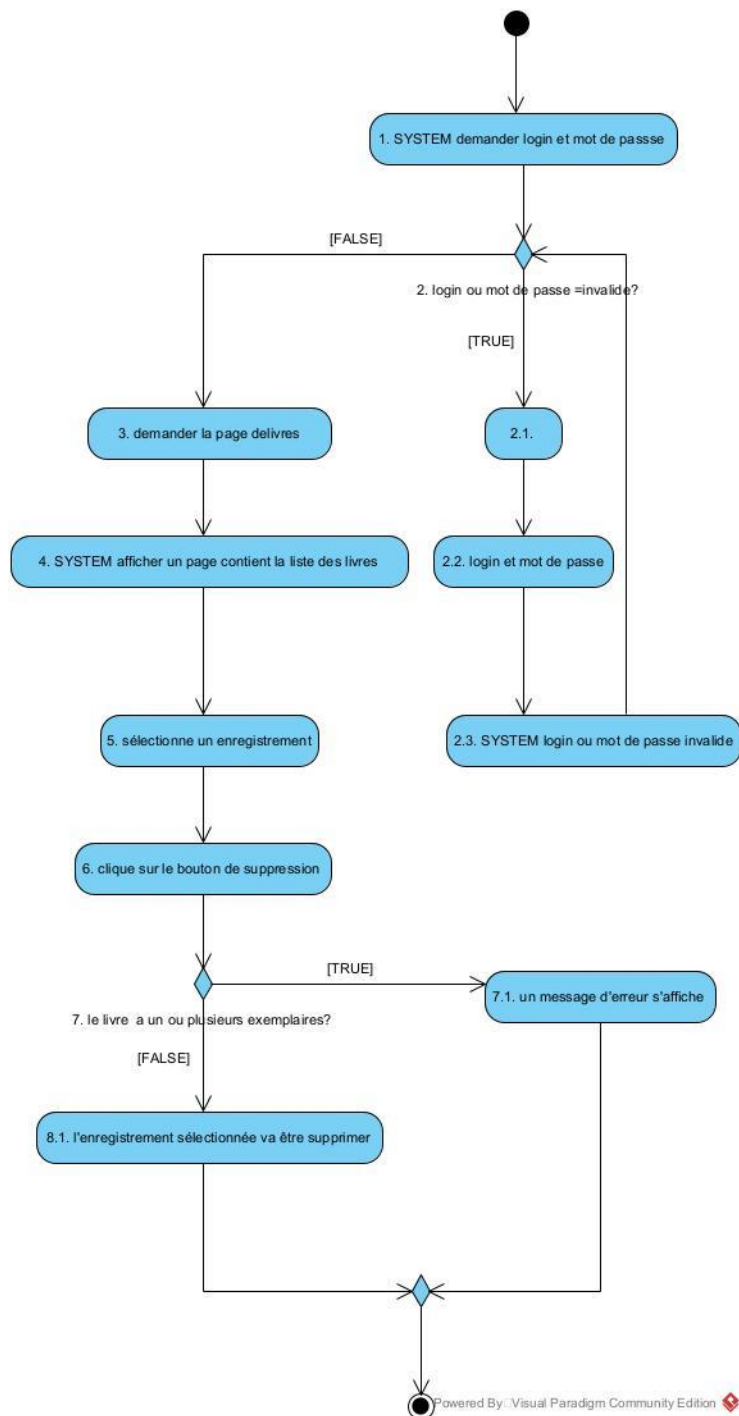 1. SYSTEM demander login et mot de passse
[FALSE]
2. login ou mot de passe =invalide?
[TRUE]
3. demander la page delivres
2.1.
4. SYSTEM afficher un page contient la liste des livres
2.2. login et mot de passe
5. sélectionne un enregistrement
2.3. SYSTEM login ou mot de passe invalide
6. clique sur le bouton de suppression
[TRUE]
7.1. un message d'erreur s'affiche
7. le livre a un ou plusieurs exemplaires?
[FALSE]
8.1. l'enregistrement sélectionnée va être supprimer
Powered By Visual Paradigm Community Edition